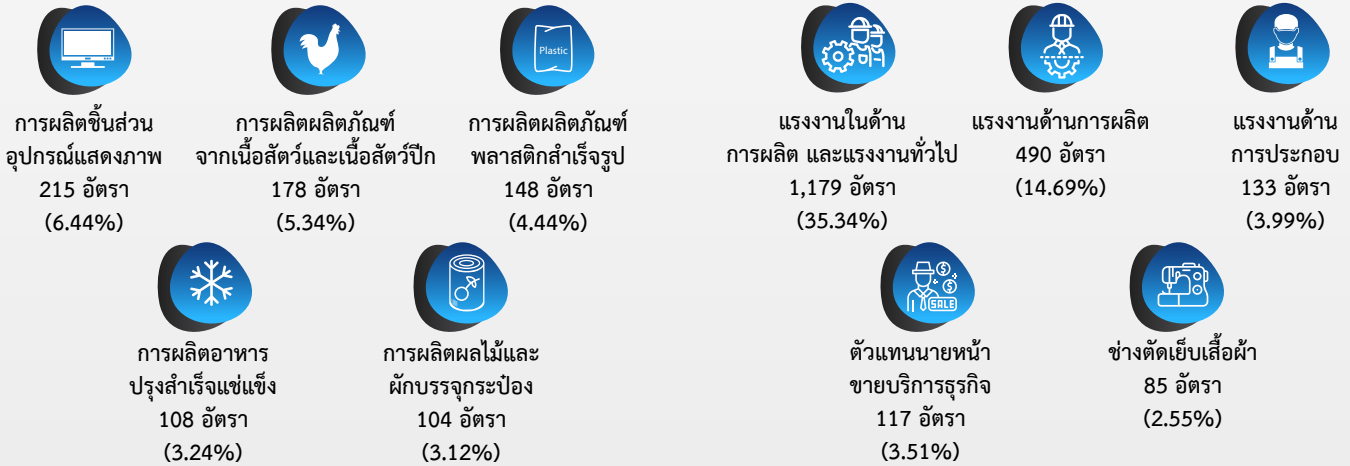 Plastic
การผลิตชิ้นส่วน
อุปกรณ์แสดงภาพ
215 อัตรา
(6.44%)
การผลิตผลิตภัณฑ์
จากเนื้อสัตว์และเนื้อสัตว์ปีก
178 อัตรา
(5.34%)
การผลิตผลิตภัณฑ์
พลาสติกสำเร็จรูป
148 อัตรา
(4.44%)
แรงงานในด้าน
การผลิต และแรงงานทั่วไป
1,179 อัตรา
(35.34%)
แรงงานด้านการผลิต
490 อัตรา
(14.69%)
แรงงานด้าน
การประกอบ
133 อัตรา
(3.99%)
การผลิตอาหาร
ปรุงสำเร็จแช่แข็ง
108 อัตรา
(3.24%)
การผลิตผลไม้และ
ผักบรรจุกระป๋อง
104 อัตรา
(3.12%)
SALE
ตัวแทนนายหน้า
ขายบริการธุรกิจ
117 อัตรา
(3.51%)
ช่างตัดเย็บเสื้อผ้า
85 อัตรา
(2.55%)